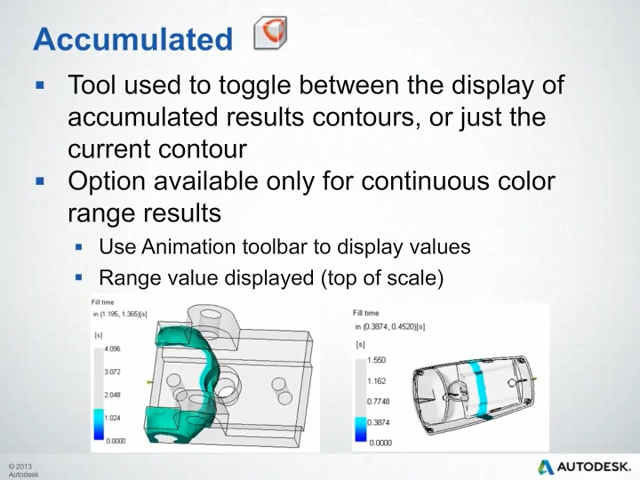 Accumulated
▪ Tool used to toggle between the display of
accumulated results contours, or just the
current contour
▪ Option available only for continuous color
range results
▪ Use Animation toolbar to display values
▪ Range value displayed (top of scale)
Fill time
in (1.195, 1.365)[s]
[s]
4.096
3.072
2.048
1.024
0.0000
Fill time
in (0.3874, 0.4520)[s]
[s]
1.550
1.162
0.7748
0.3874
0.0000
© 2013
Autodesk
AUTODESK.